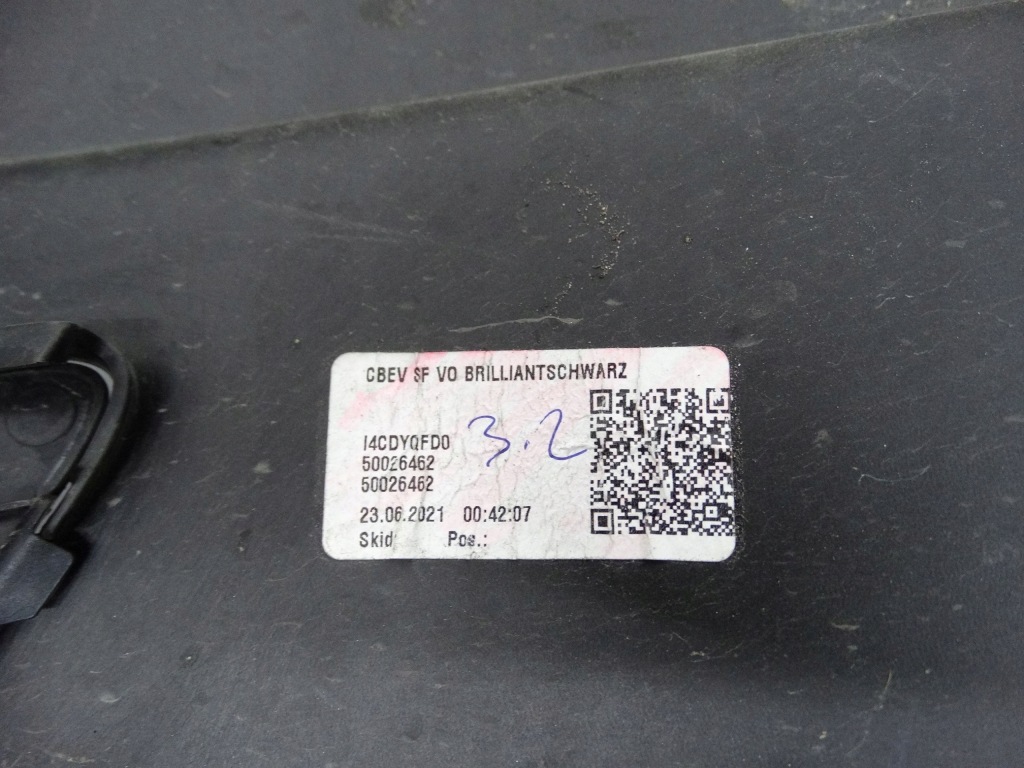 CBEV SF VO BRILLIANTSCHWARZ
I4CDYQFD0 3.2
50026462
50026462
23.06.2021 00:42:07
Skid: Pos.: